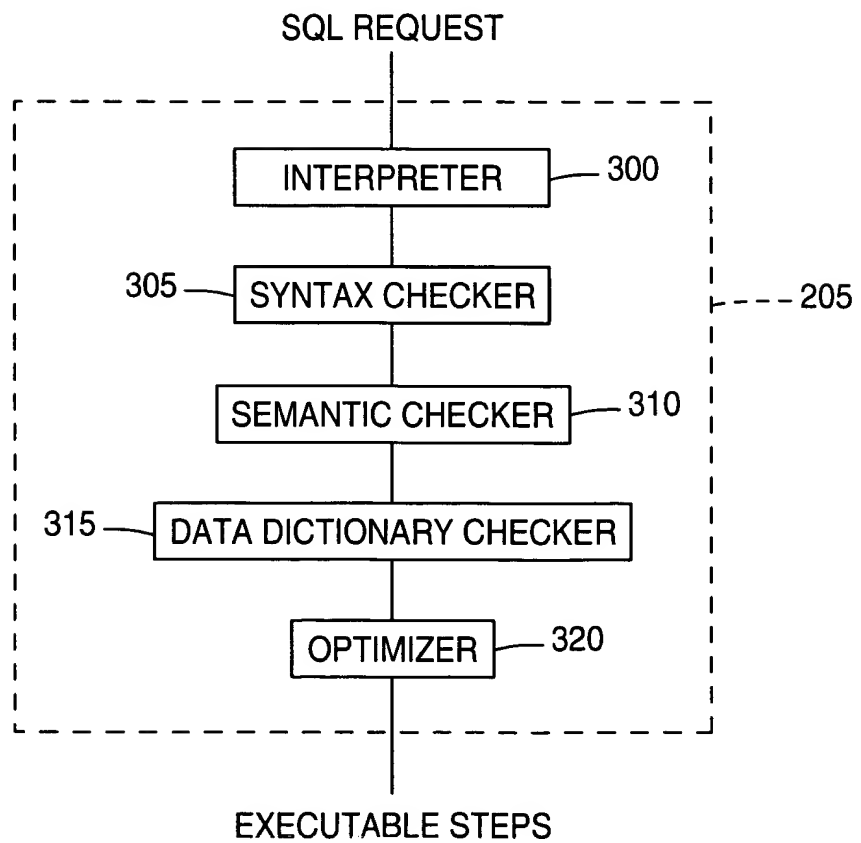 SQL REQUEST
INTERPRETER
300
305
SYNTAX CHECKER
205
SEMANTIC CHECKER
310
315
DATA DICTIONARY CHECKER
OPTIMIZER
320
EXECUTABLE STEPS